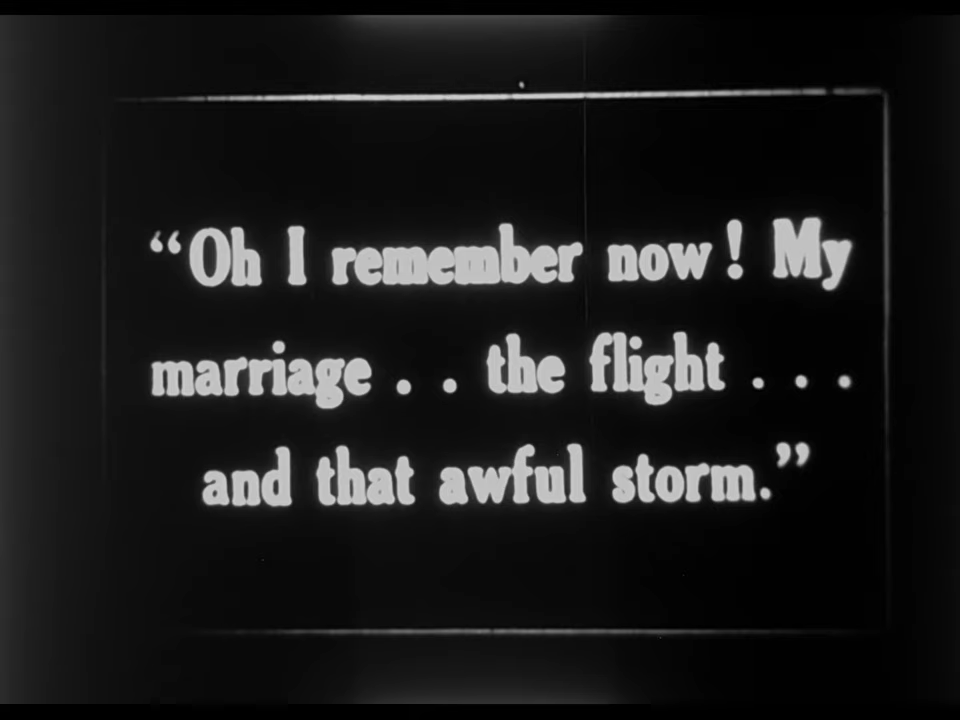 “Oh I remember now! My
marriage . . the flight . . .
and that awful storm.”